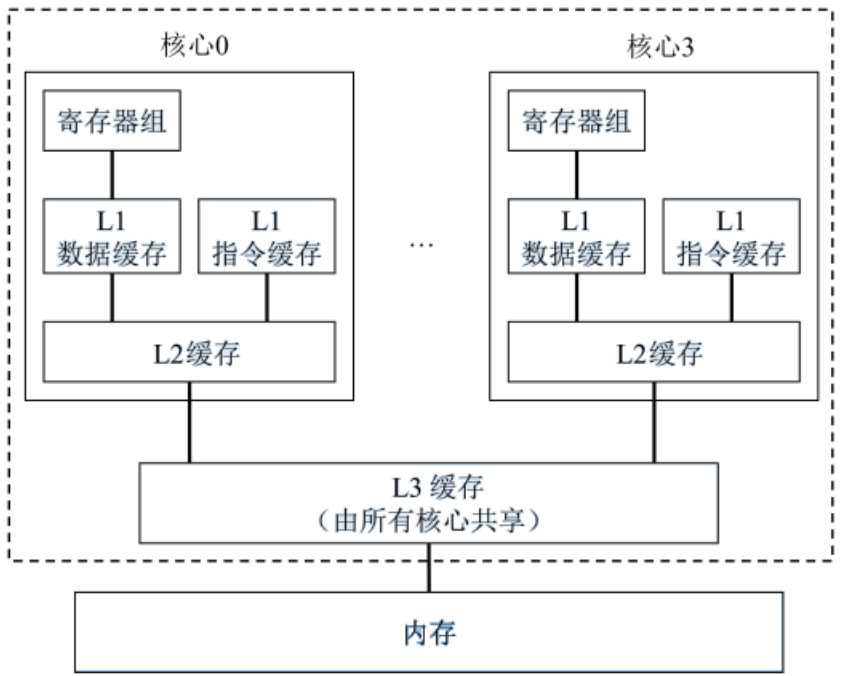 核心0
核心3
寄存器组
寄存器组
L1
数据缓存
L1
指令缓存
…
L1
数据缓存
L1
指令缓存
L2缓存
L2缓存
L3 缓存
（由所有核心共享）
内存